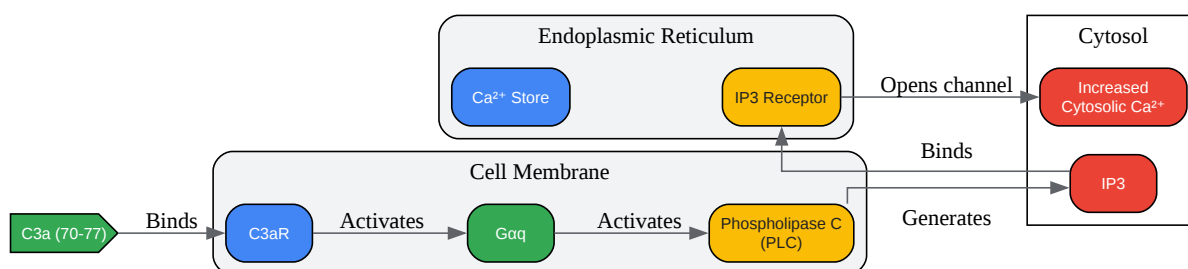 Endoplasmic Reticulum
Cytosol
Ca²⁺ Store
IP3 Receptor
Opens channel
Increased
Cytosolic Ca²⁺
Binds
Cell Membrane
IP3
C3a (70-77)
Binds
C3aR
Activates
Gαq
Activates
Phospholipase C
(PLC)
Generates